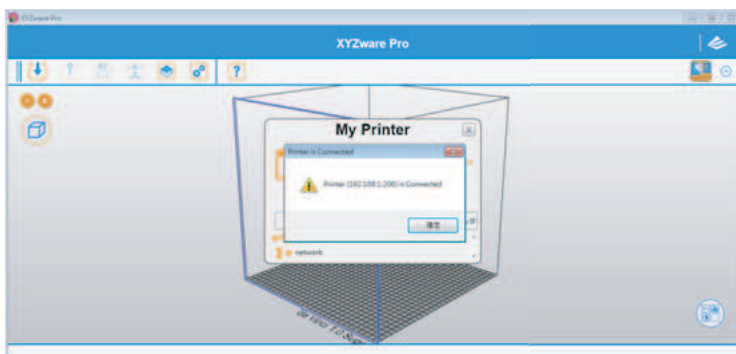 XYZware Pro
XYZware Pro
?
My Printer
Printer is Connected
Printer (192.168.1.200) is Connected
確定
IP
network